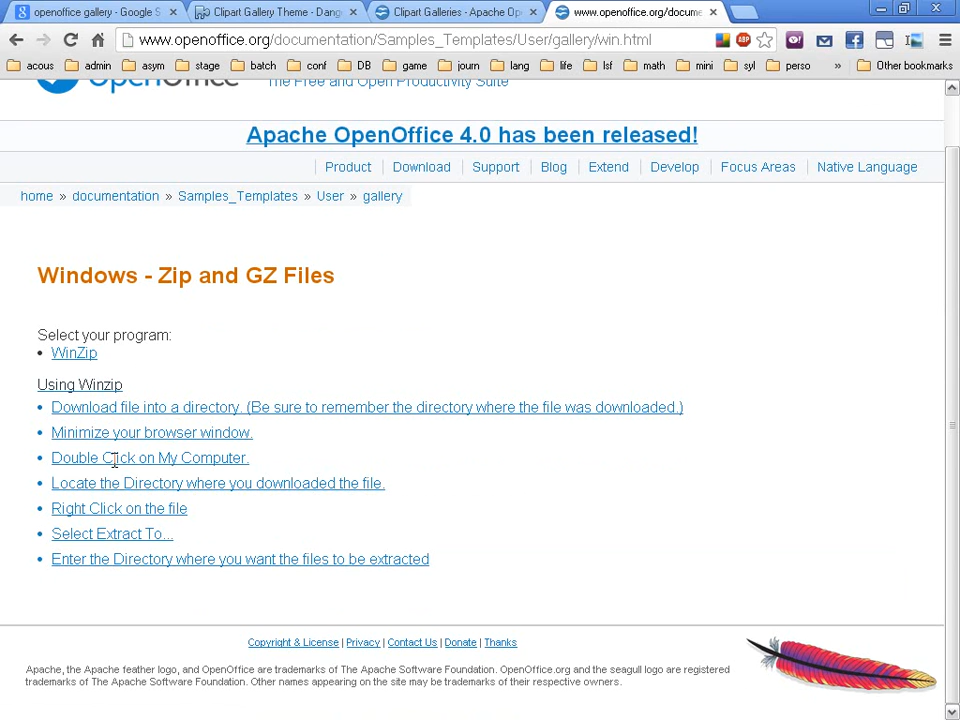 openoffice gallery - Google S
Clipart Gallery Theme - Dang
Clipart Galleries - Apache Op
www.openoffice.org/docume
www.openoffice.org/documentation/Samples_Templates/User/gallery/win.html
acous admin asym stage batch conf DB game journ lang life lsf math mini syl perso » Other bookmarks
OpenOffice The Free and Open Productivity Suite
Apache OpenOffice 4.0 has been released!
Product Download Support Blog Extend Develop Focus Areas Native Language
home » documentation » Samples_Templates » User » gallery
Windows - Zip and GZ Files
Select your program:
• WinZip
Using Winzip
• Download file into a directory. (Be sure to remember the directory where the file was downloaded.)
• Minimize your browser window.
• Double Click on My Computer.
• Locate the Directory where you downloaded the file.
• Right Click on the file
• Select Extract To...
• Enter the Directory where you want the files to be extracted
Copyright & License | Privacy | Contact Us | Donate | Thanks
Apache, the Apache feather logo, and OpenOffice are trademarks of The Apache Software Foundation. OpenOffice.org and the seagull logo are registered
trademarks of The Apache Software Foundation. Other names appearing on the site may be trademarks of their respective owners.